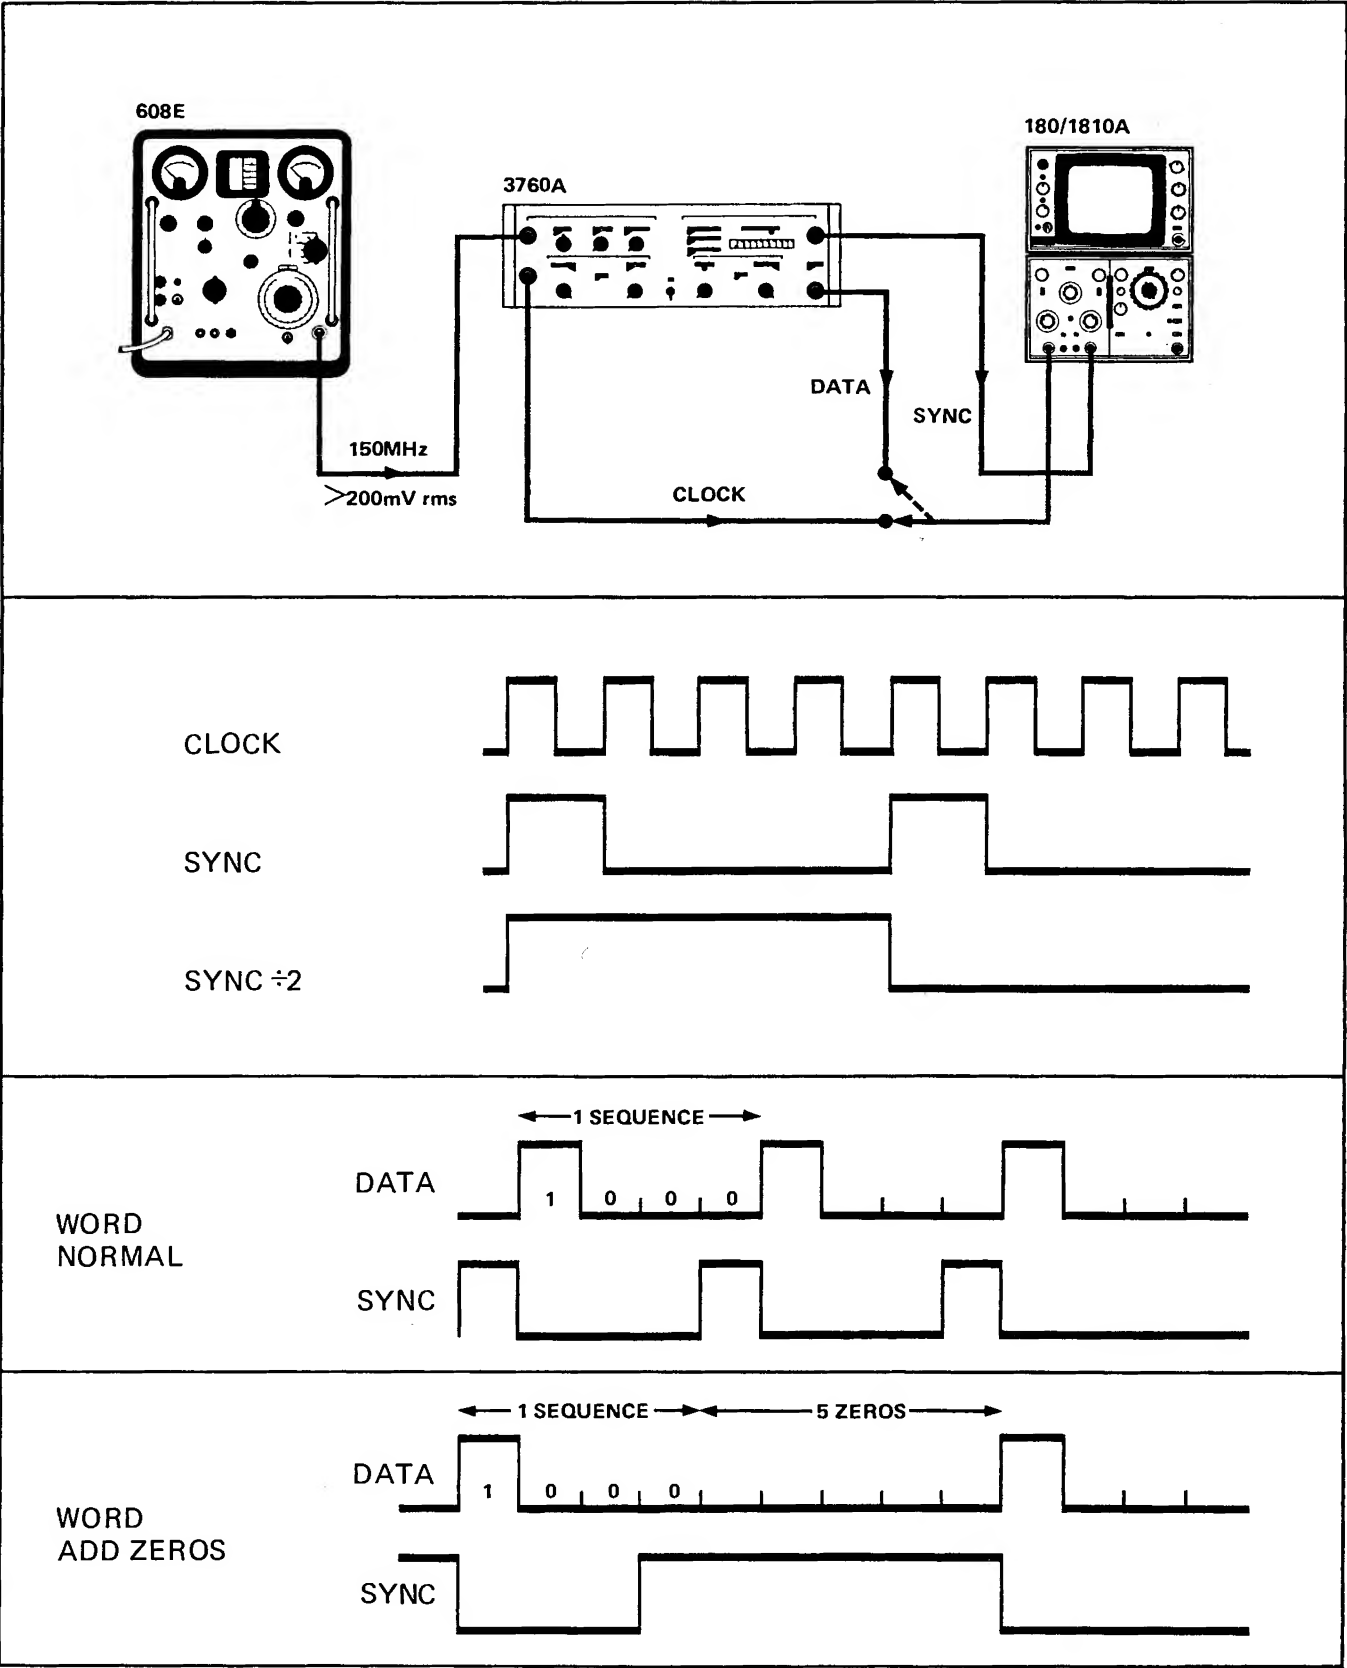 608E
180/1810A
3760A
DATA
SYNC
150MHz
>200mV rms
CLOCK
CLOCK
SYNC
SYNC ÷2
1 SEQUENCE
DATA
1 0 0 0
WORD
NORMAL
SYNC
1 SEQUENCE 5 ZEROS
DATA
1 0 0 0
WORD
ADD ZEROS
SYNC